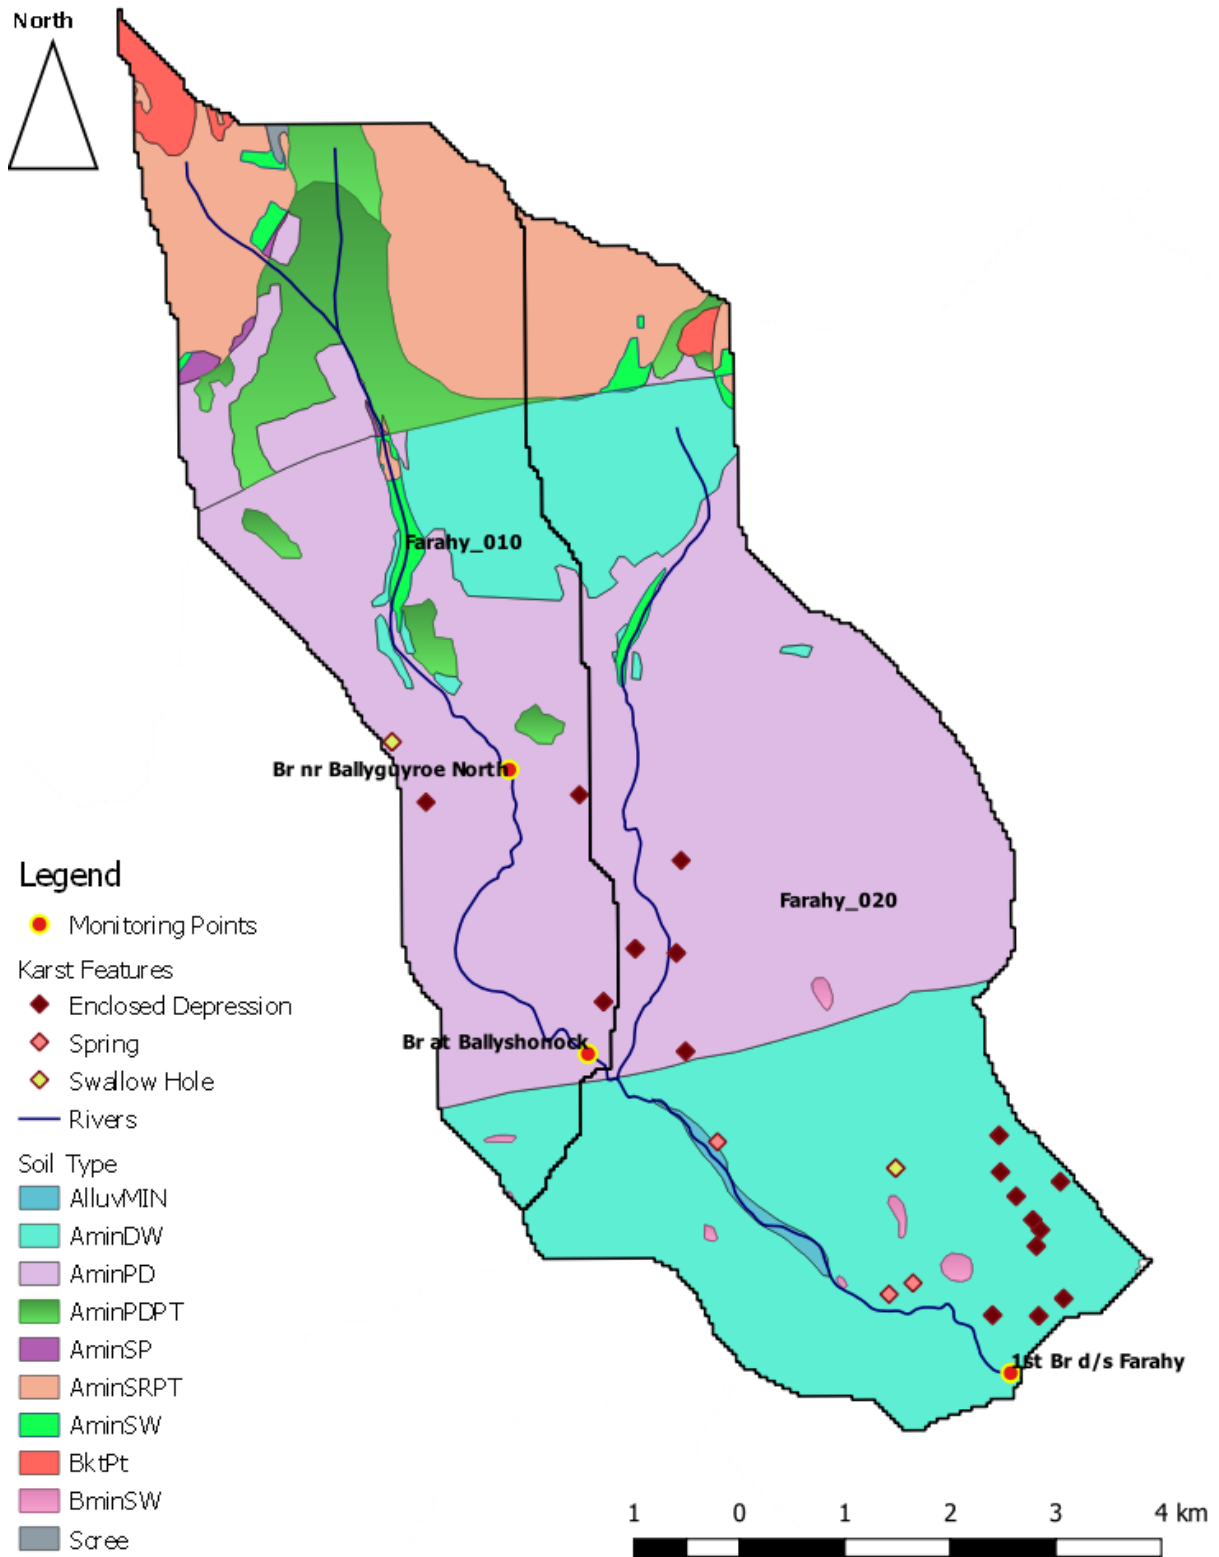 North
Farahy_010
Br nr Ballyguyroe North
Farahy_020
Br at Ballyshonock
1st Br d/s Farahy
Legend
Monitoring Points
Karst Features
Enclosed Depression
Spring
Swallow Hole
Rivers
Soil Type
AlluvMIN
AminDW
AminPD
AminPDPT
AminSP
AminSRPT
AminSW
BktPt
BminSW
Scree
1 0 1 2 3 4 km